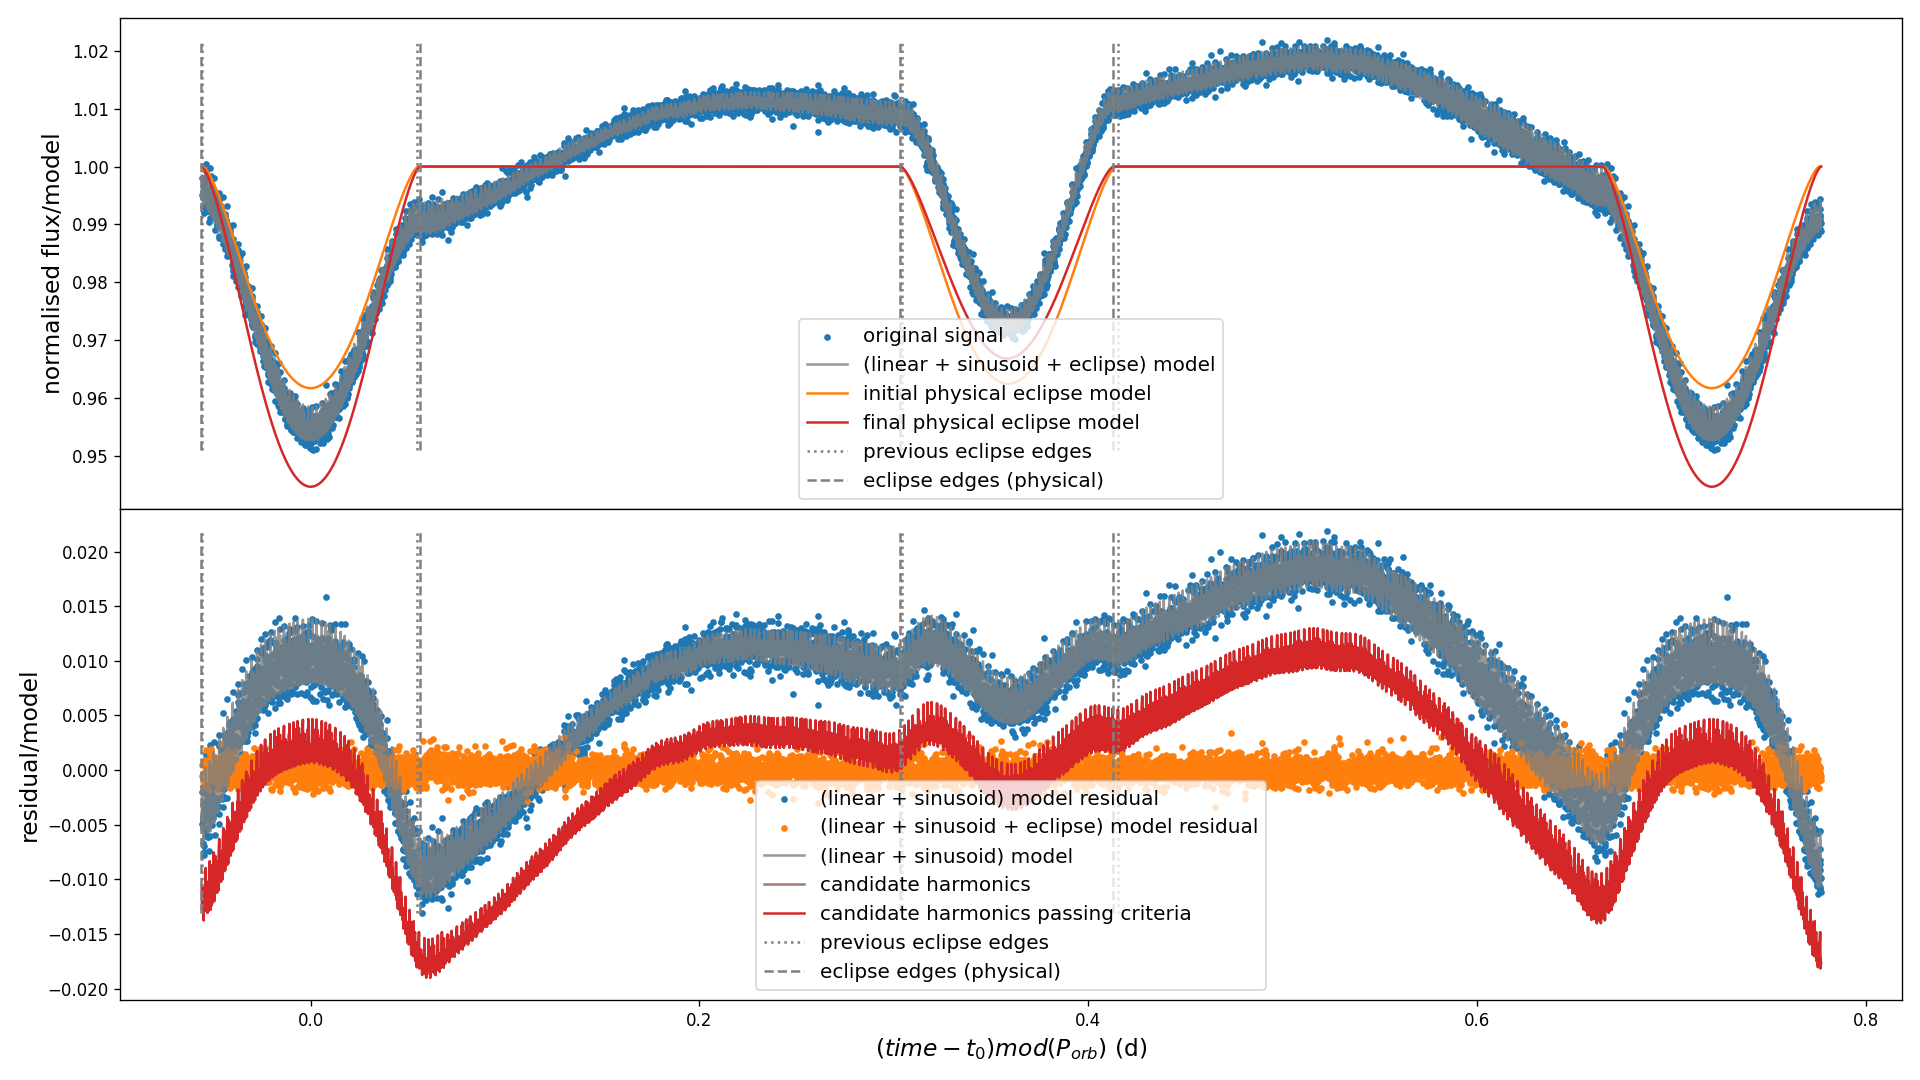 normalised flux/model
1.02
1.01
1.00
0.99
0.98
0.97
0.96
0.95
original signal
(linear + sinusoid + eclipse) model
initial physical eclipse model
final physical eclipse model
previous eclipse edges
eclipse edges (physical)
residual/model
0.020
0.015
0.010
0.005
0.000
−0.005
−0.010
−0.015
−0.020
(linear + sinusoid) model residual
(linear + sinusoid + eclipse) model residual
(linear + sinusoid) model
candidate harmonics
candidate harmonics passing criteria
previous eclipse edges
eclipse edges (physical)
0.0 0.2 0.4 0.6 0.8
(time − t₀)mod(Pₒᵣb) (d)